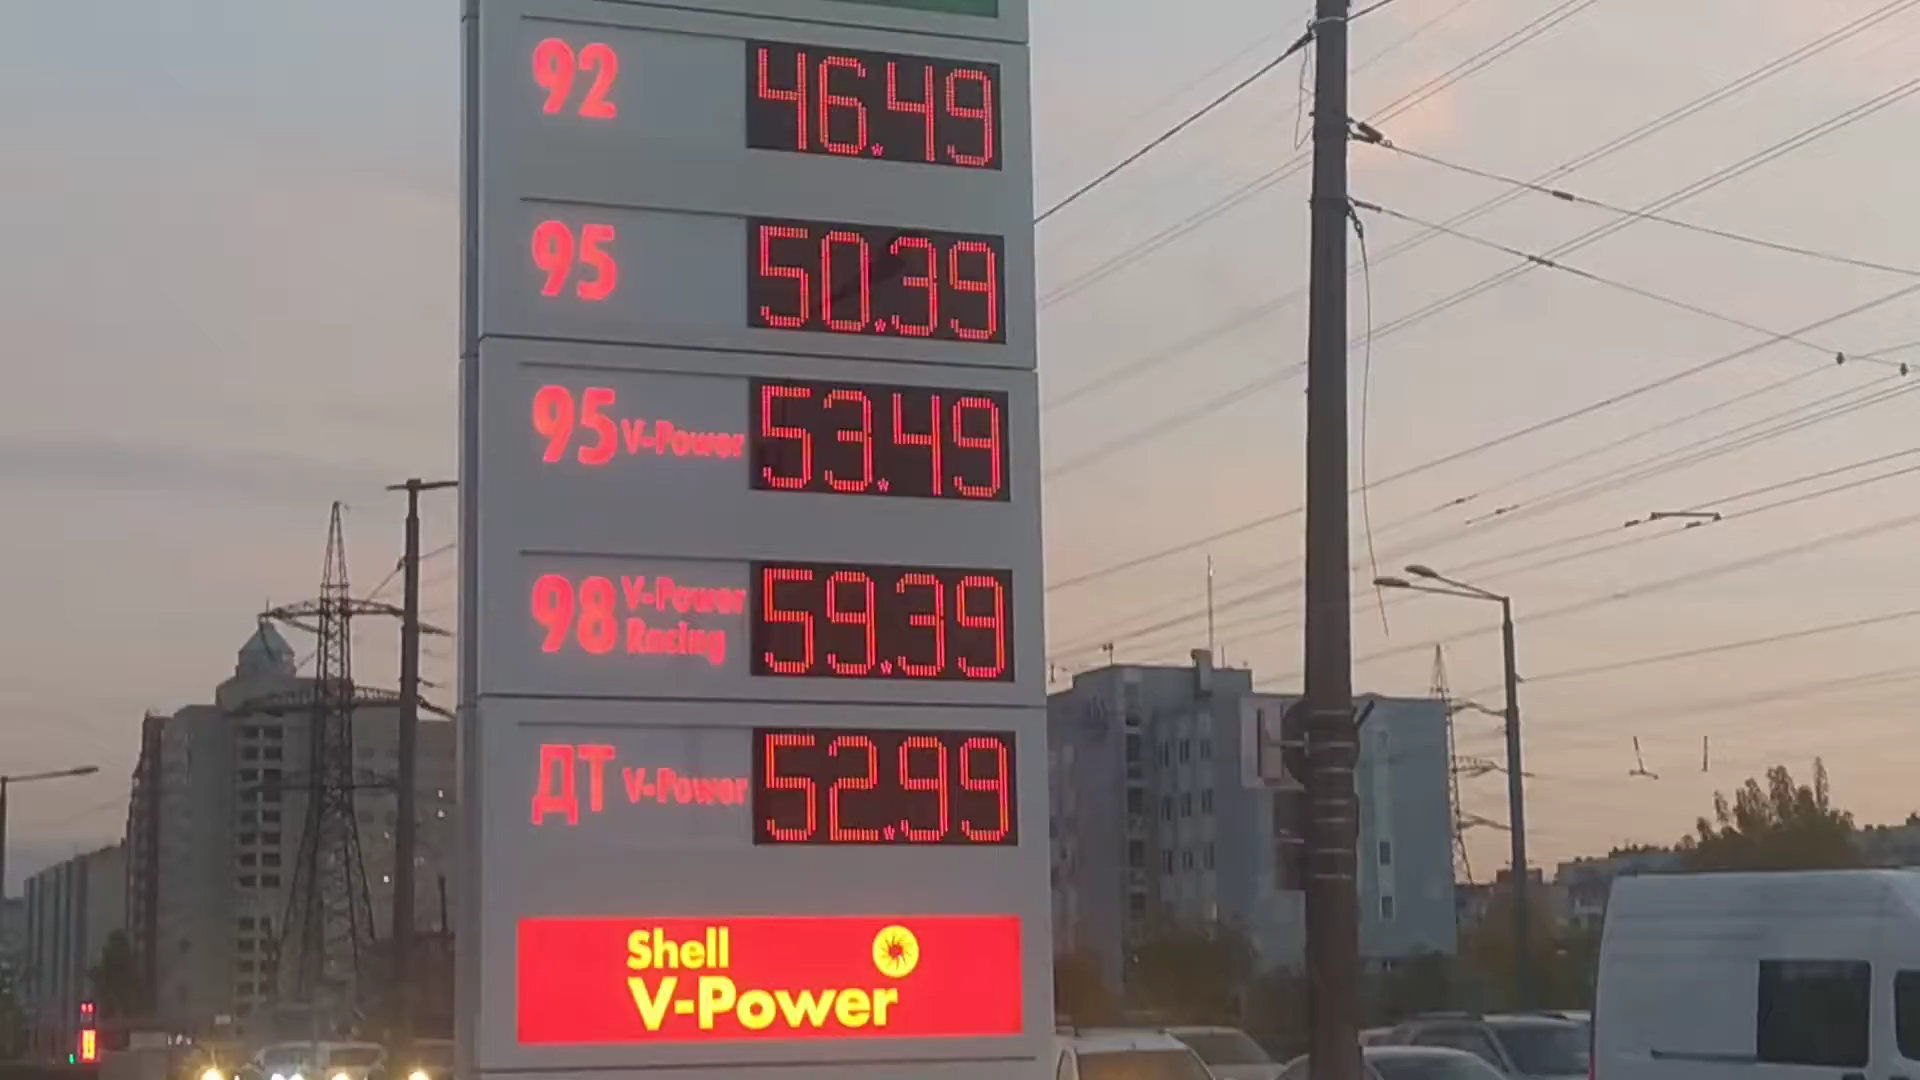 92 46.49
95 50.39
95 V-Power 53.49
98 V-Power Racing 59.39
ДТ V-Power 52.99
Shell
V-Power